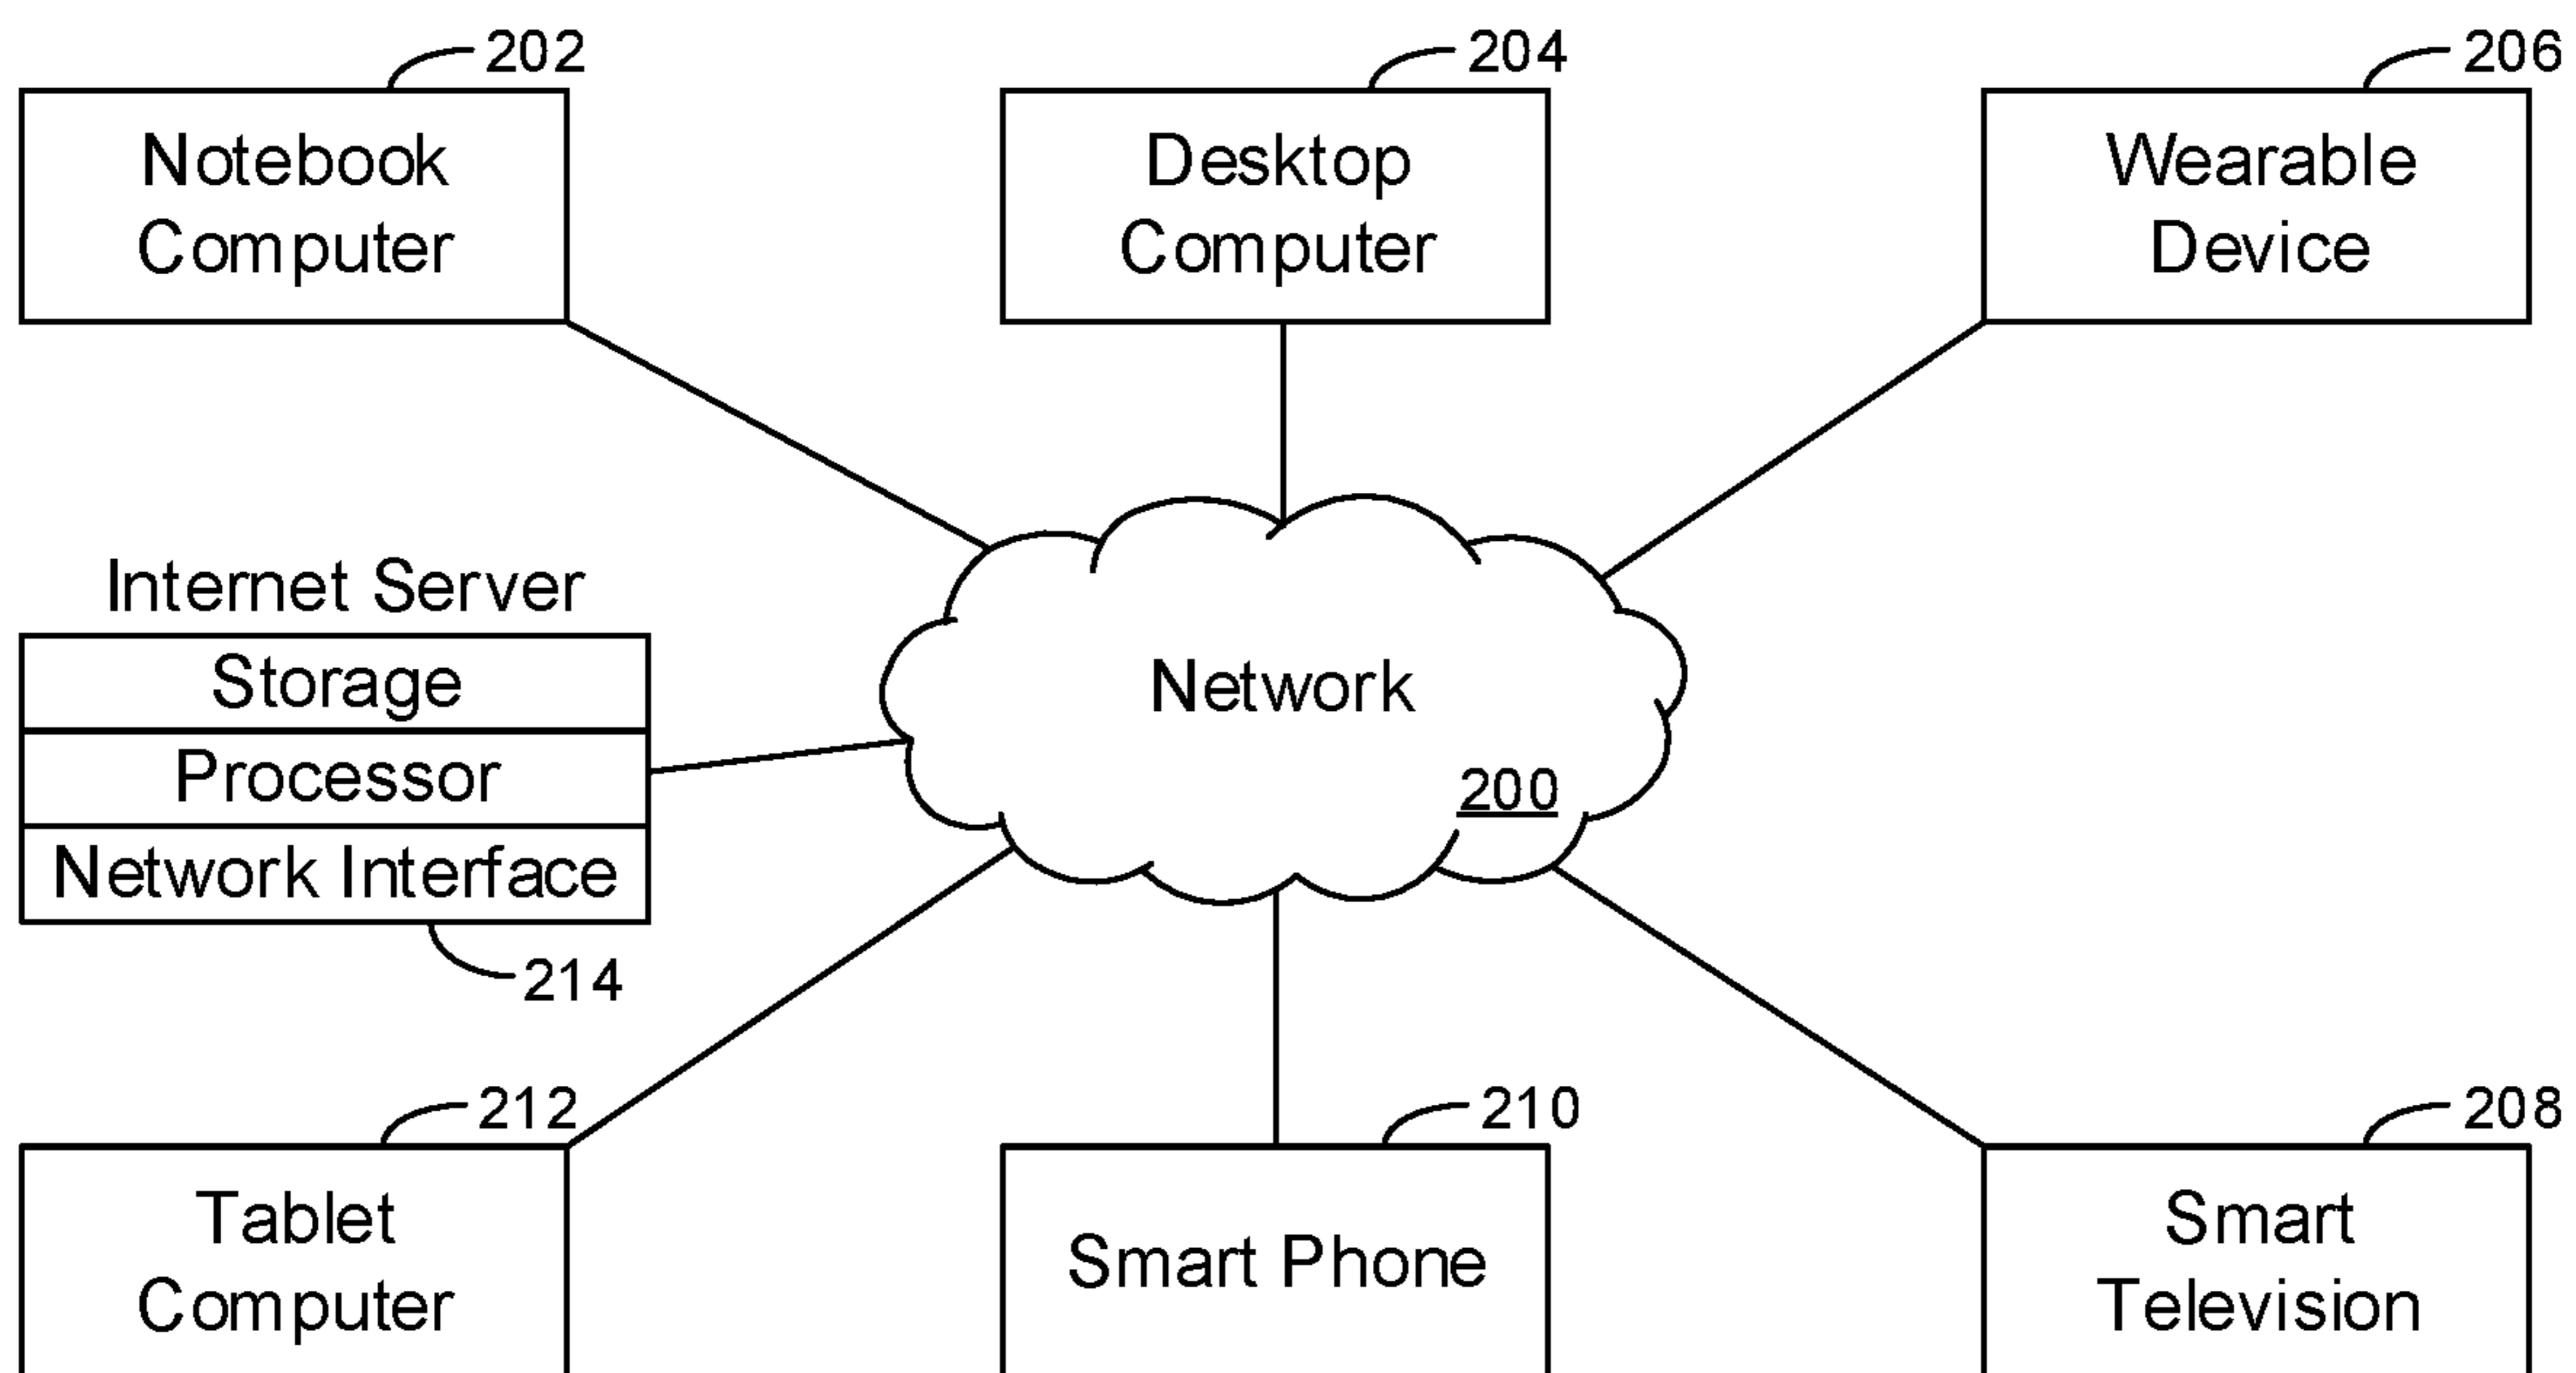 202
204
206
Notebook
Computer
Desktop
Computer
Wearable
Device
Internet Server
Storage
Processor
Network Interface
214
Network
200
212
210
208
Tablet
Computer
Smart Phone
Smart
Television